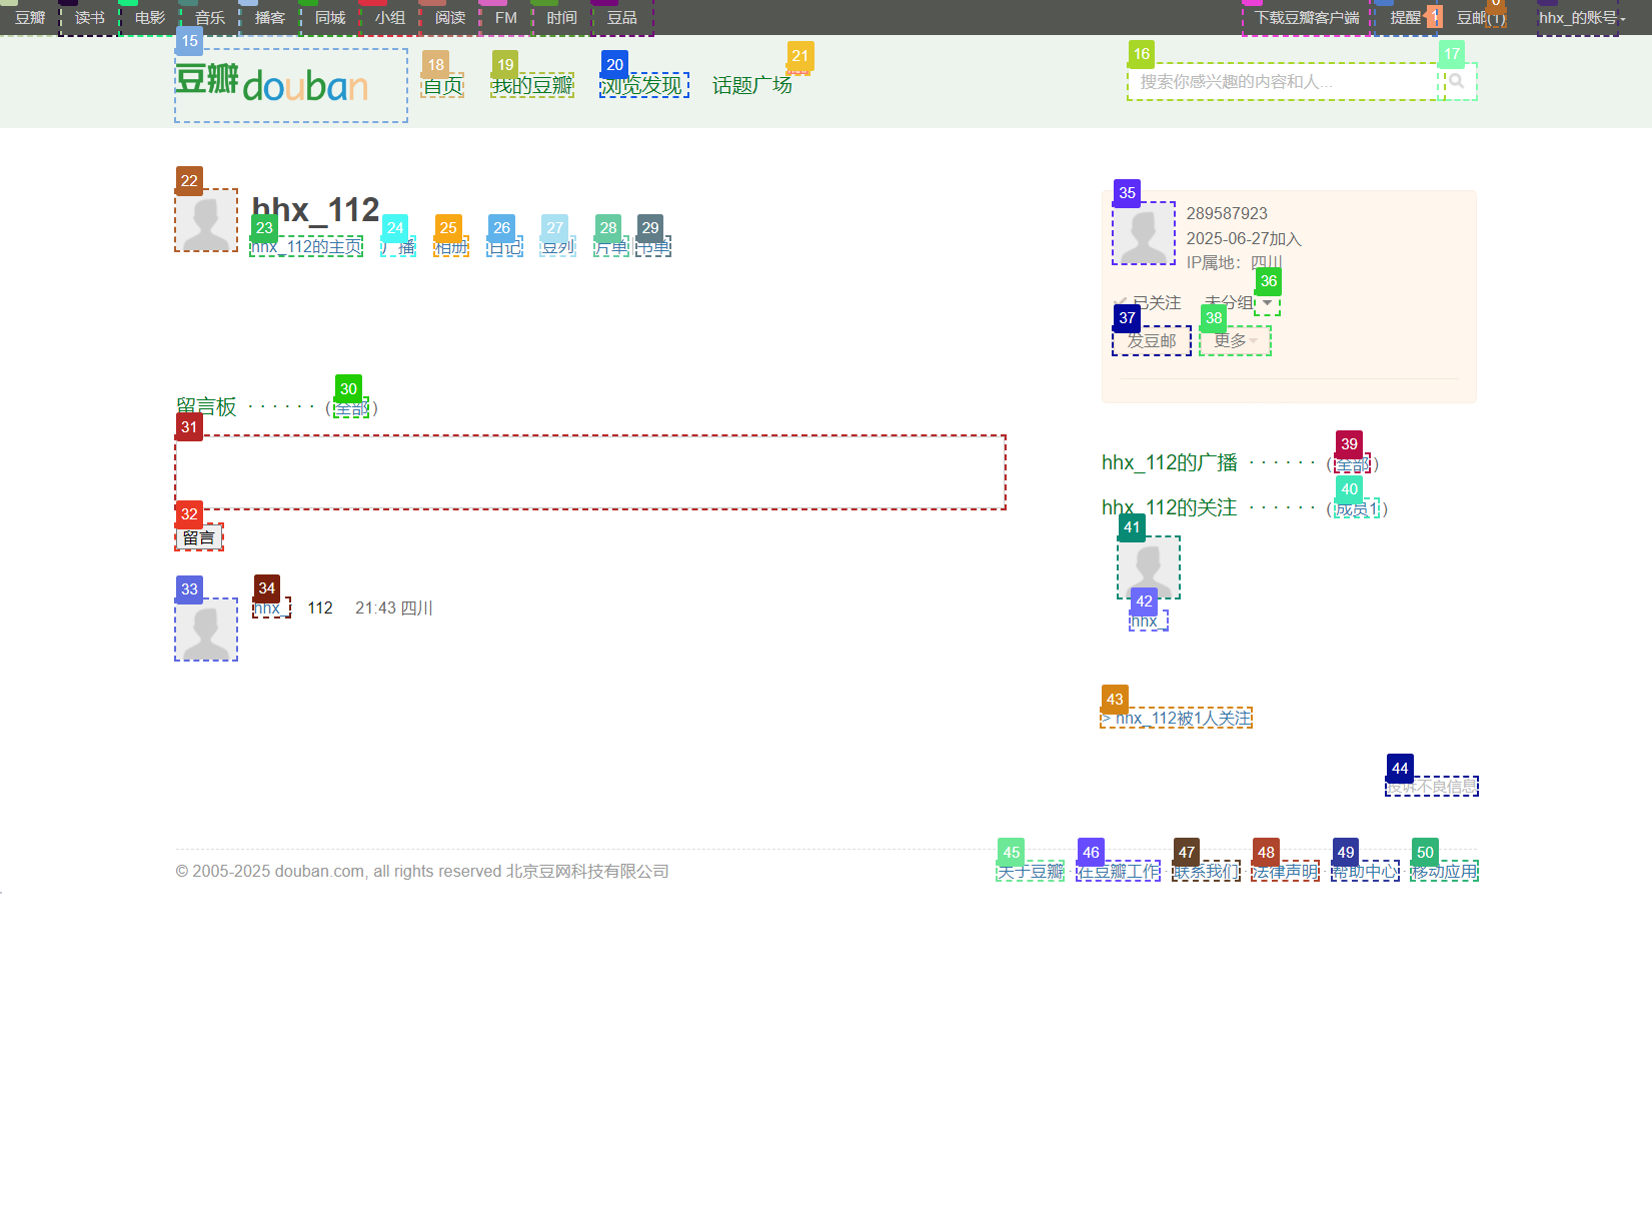 豆瓣 读书 电影 音乐 播客 同城 小组 阅读 FM 时间 豆品 下载豆瓣客户端 提醒 1 豆邮(1) hhx_的账号
15 豆瓣douban
18 首页 19 我的豆瓣 20 浏览发现 21 话题广场
16 搜索你感兴趣的内容和人... 17
22
hhx_112
23 24 25 26 27 28 29
hhx_112的主页 广播 相册 日记 豆列 片单 书单
30
留言板 · · · · · · (全部)
31
32
留言
33 34
hhx_ 112 21:43 四川
35 289587923
2025-06-27加入
IP属地：四川
36
已关注 未分组
37 38
发豆邮 更多
39
hhx_112的广播 · · · · · · (全部)
40
hhx_112的关注 · · · · · · (成员1)
41
42
hhx_
43
> hhx_112被1人关注
44
投诉不良信息
45 46 47 48 49 50
© 2005-2025 douban.com, all rights reserved 北京豆网科技有限公司 关于豆瓣 · 在豆瓣工作 · 联系我们 · 法律声明 · 帮助中心 · 移动应用